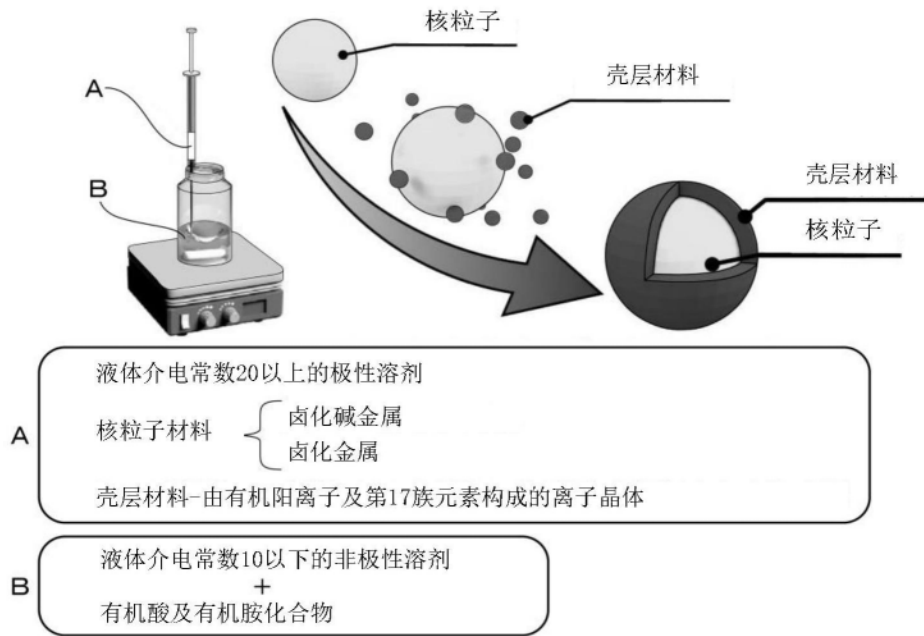 核粒子
壳层材料
A
B
壳层材料
核粒子
A
液体介电常数20以上的极性溶剂
核粒子材料
卤化碱金属
卤化金属
壳层材料-由有机阳离子及第17族元素构成的离子晶体
B
液体介电常数10以下的非极性溶剂
+
有机酸及有机胺化合物